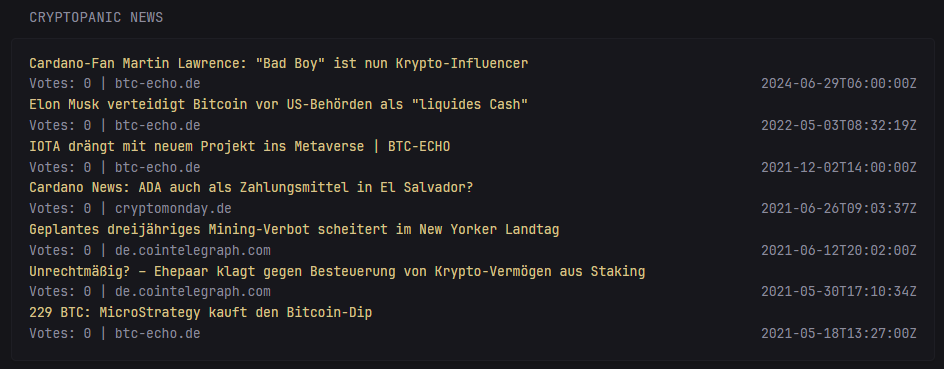 CRYPTOPANIC NEWS
Cardano-Fan Martin Lawrence: "Bad Boy" ist nun Krypto-Influencer
Votes: 0 | btc-echo.de 2024-06-29T06:00:00Z
Elon Musk verteidigt Bitcoin vor US-Behörden als "liquides Cash"
Votes: 0 | btc-echo.de 2022-05-03T08:32:19Z
IOTA drängt mit neuem Projekt ins Metaverse | BTC-ECHO
Votes: 0 | btc-echo.de 2021-12-02T14:00:00Z
Cardano News: ADA auch als Zahlungsmittel in El Salvador?
Votes: 0 | cryptomonday.de 2021-06-26T09:03:37Z
Geplantes dreijähriges Mining-Verbot scheitert im New Yorker Landtag
Votes: 0 | de.cointelegraph.com 2021-06-12T20:02:00Z
Unrechtmäßig? – Ehepaar klagt gegen Besteuerung von Krypto-Vermögen aus Staking
Votes: 0 | de.cointelegraph.com 2021-05-30T17:10:34Z
229 BTC: MicroStrategy kauft den Bitcoin-Dip
Votes: 0 | btc-echo.de 2021-05-18T13:27:00Z